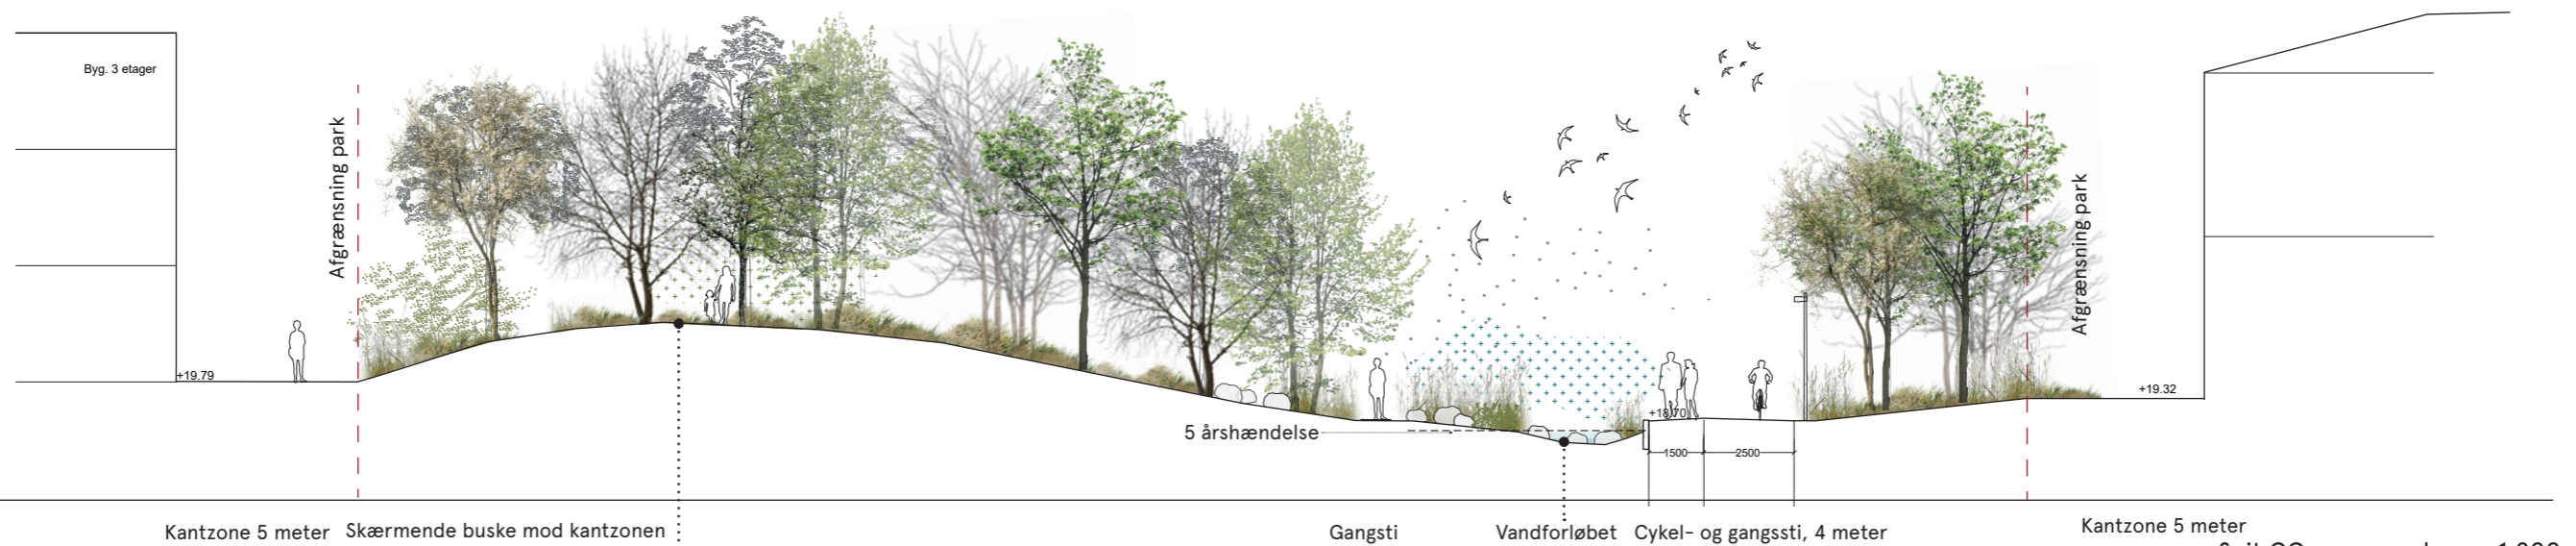 Byg. 3 etager
Afgrænsning park
Afgrænsning park
+19.79
+19.32
+18.70
5 årshændelse
1500
2500
Kantzone 5 meter
Skærmende buske mod kantzonen
Gangsti
Vandforløbet
Cykel- og gangssti, 4 meter
Kantzone 5 meter